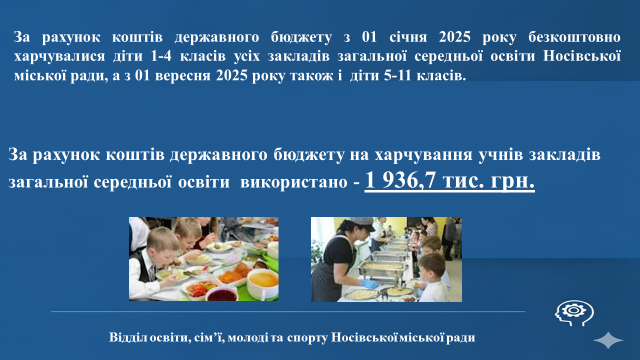 За рахунок коштів державного бюджету з 01 січня 2025 року безкоштовно
харчувалися діти 1-4 класів усіх закладів загальної середньої освіти Носівської
міської ради, а з 01 вересня 2025 року також і діти 5-11 класів.
За рахунок коштів державного бюджету на харчування учнів закладів
загальної середньої освіти використано - 1 936,7 тис. грн.
Відділ освіти, сім’ї, молоді та спорту Носівської міської ради